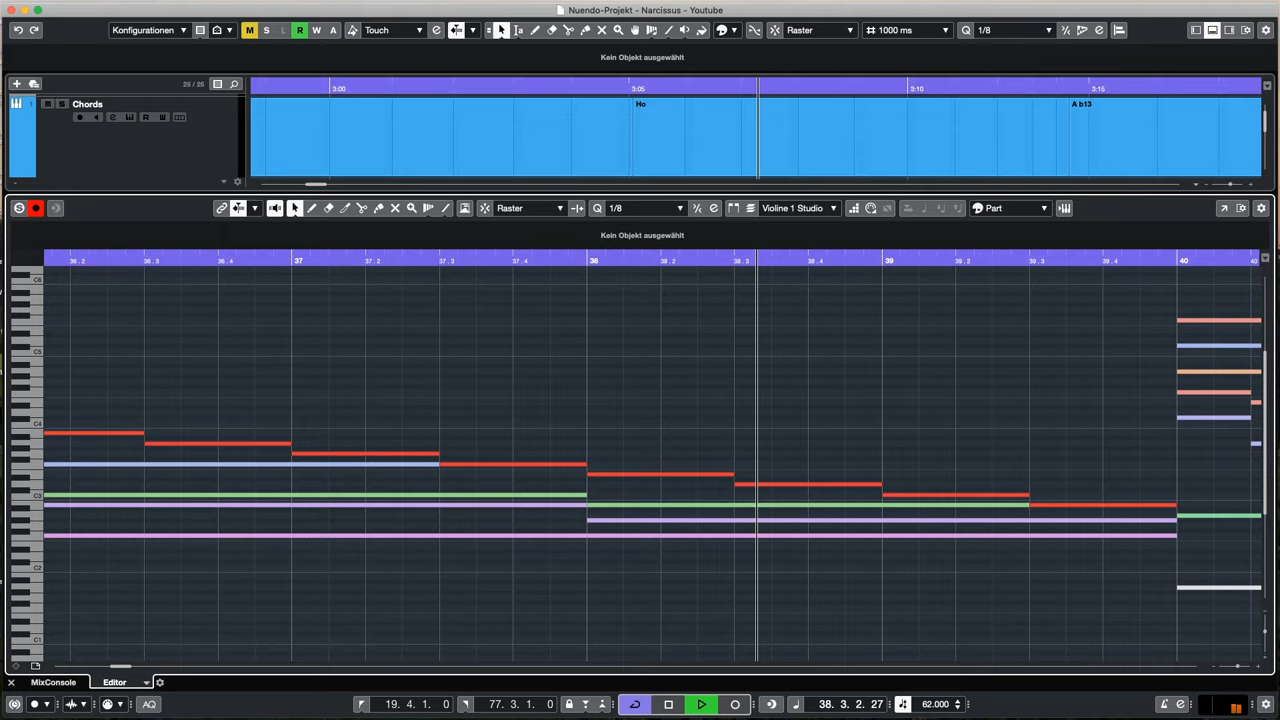 Nuendo-Projekt - Narcissus - Youtube
Konfigurationen M S L R W A Touch Raster 1000 ms Q 1/8
Kein Objekt ausgewählt
25 / 25
3:00 3:05 3:10 3:15
1 Chords
Ho A b13
R
Raster Q 1/8 Violine 1 Studio Part
Kein Objekt ausgewählt
36. 2 36. 3 36. 4 37 37. 2 37. 3 37. 4 38 38. 2 38. 3 38. 4 39 39. 2 39. 3 39. 4 40 40
C6
C5
C4
C3
C2
C1
MixConsole Editor
AQ 19. 4. 1. 0 77. 3. 1. 0 38. 3. 2. 27 62.000